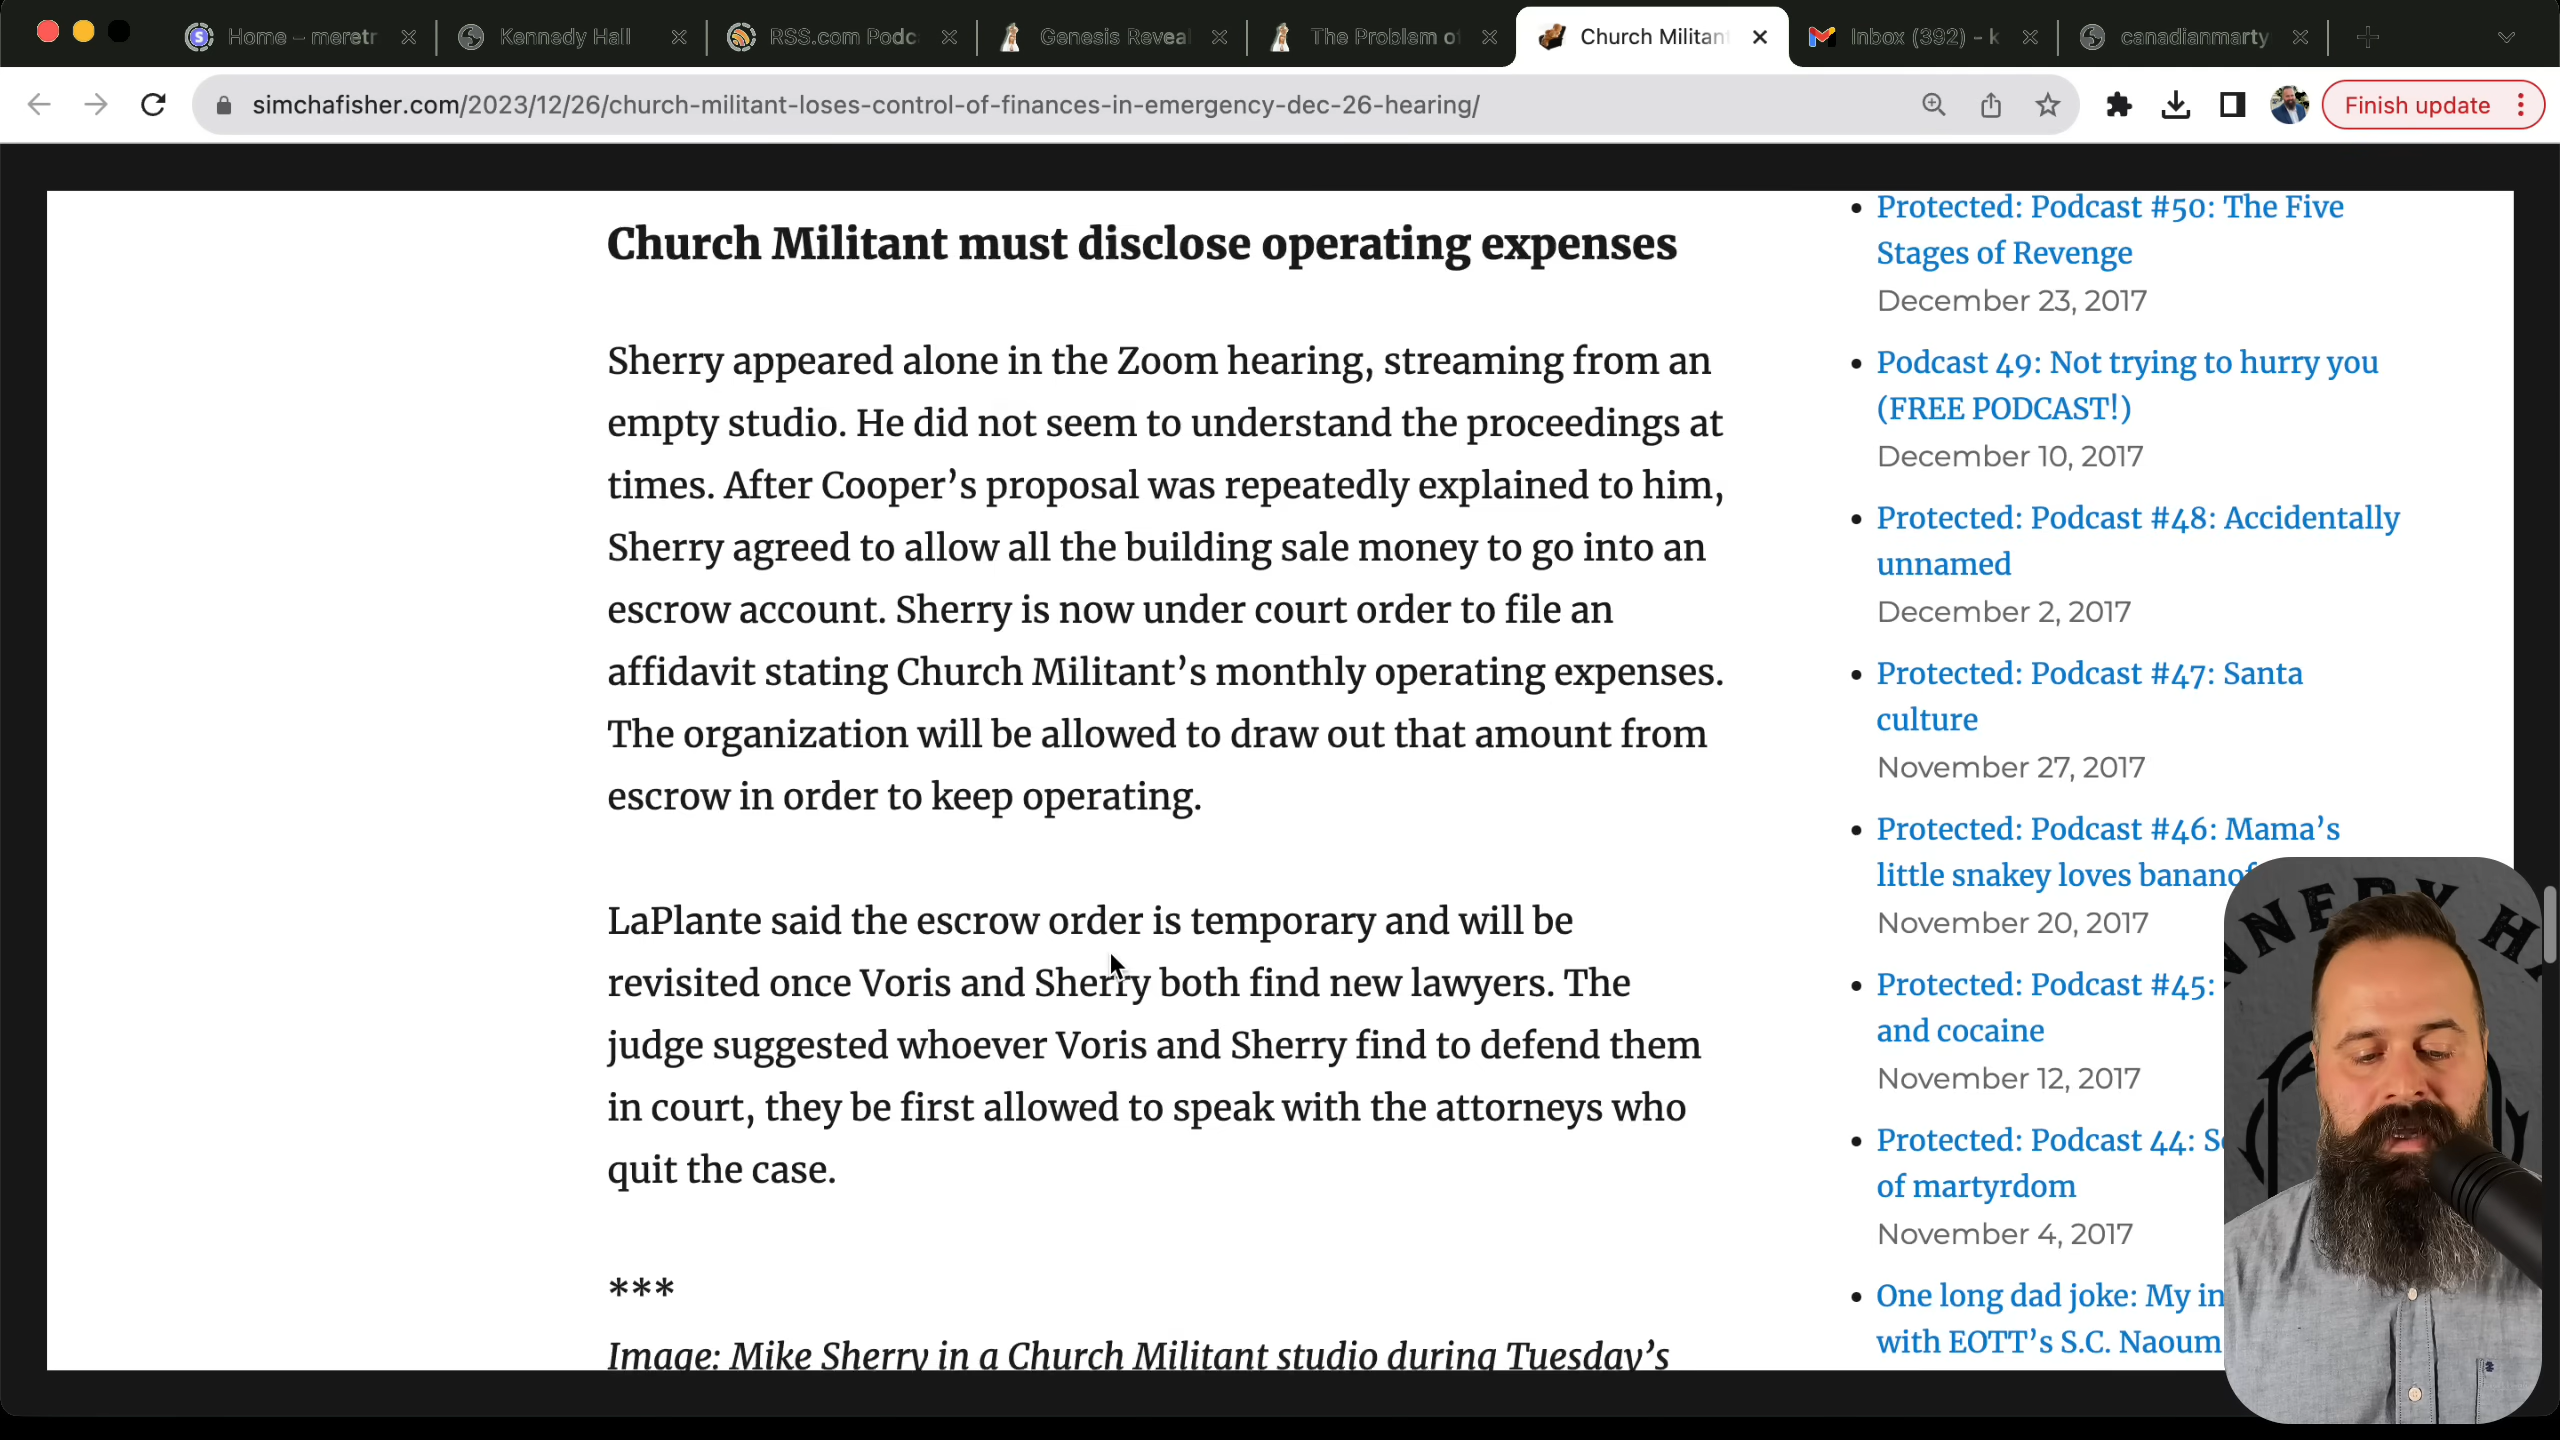 Home – meretr
Kennedy Hall
RSS.com Podc
Genesis Reveal
The Problem of
Church Militan
Inbox (392) - k
canadianmarty
simchafisher.com/2023/12/26/church-militant-loses-control-of-finances-in-emergency-dec-26-hearing/
Finish update
Church Militant must disclose operating expenses
Sherry appeared alone in the Zoom hearing, streaming from an
empty studio. He did not seem to understand the proceedings at
times. After Cooper’s proposal was repeatedly explained to him,
Sherry agreed to allow all the building sale money to go into an
escrow account. Sherry is now under court order to file an
affidavit stating Church Militant’s monthly operating expenses.
The organization will be allowed to draw out that amount from
escrow in order to keep operating.
LaPlante said the escrow order is temporary and will be
revisited once Voris and Sherry both find new lawyers. The
judge suggested whoever Voris and Sherry find to defend them
in court, they be first allowed to speak with the attorneys who
quit the case.
***
Image: Mike Sherry in a Church Militant studio during Tuesday’s
Protected: Podcast #50: The Five
Stages of Revenge
December 23, 2017
Podcast 49: Not trying to hurry you
(FREE PODCAST!)
December 10, 2017
Protected: Podcast #48: Accidentally
unnamed
December 2, 2017
Protected: Podcast #47: Santa
culture
November 27, 2017
Protected: Podcast #46: Mama’s
little snakey loves banano
November 20, 2017
Protected: Podcast #45:
and cocaine
November 12, 2017
Protected: Podcast 44: S
of martyrdom
November 4, 2017
One long dad joke: My in
with EOTT’s S.C. Naoum
NNEDY HA